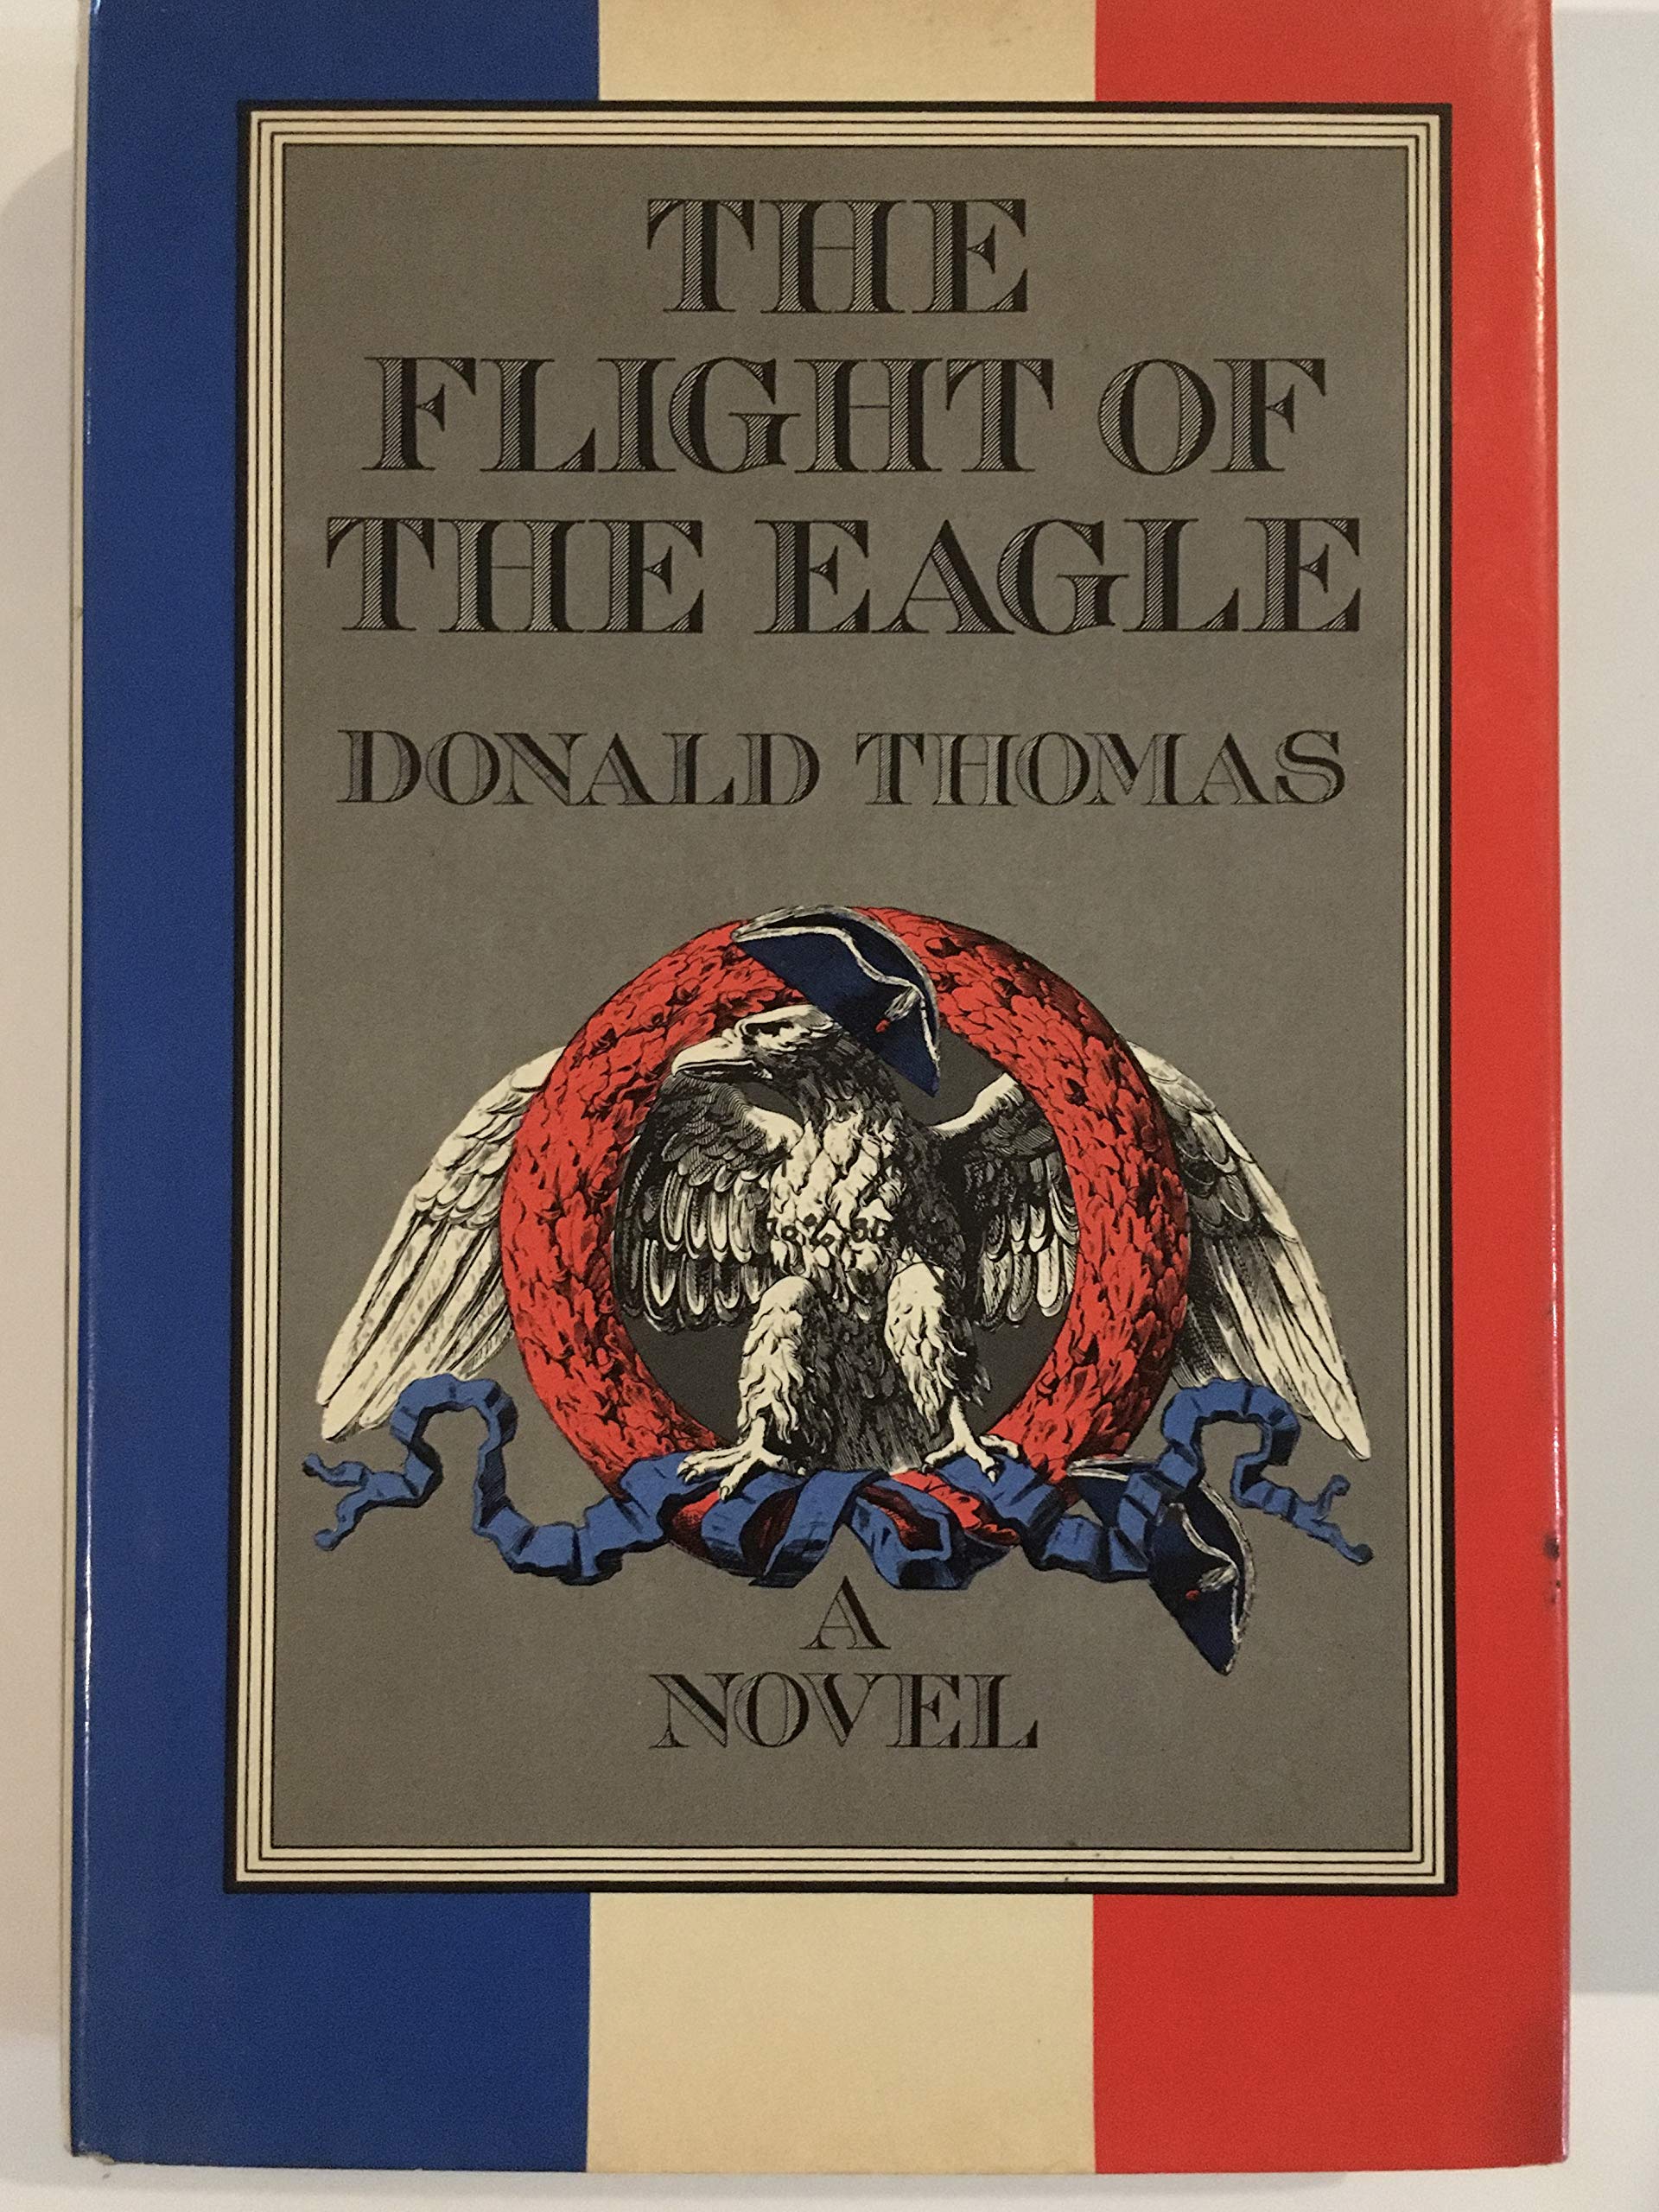 THE
FLIGHT OF
THE EAGLE
DONALD THOMAS
A
NOVEL